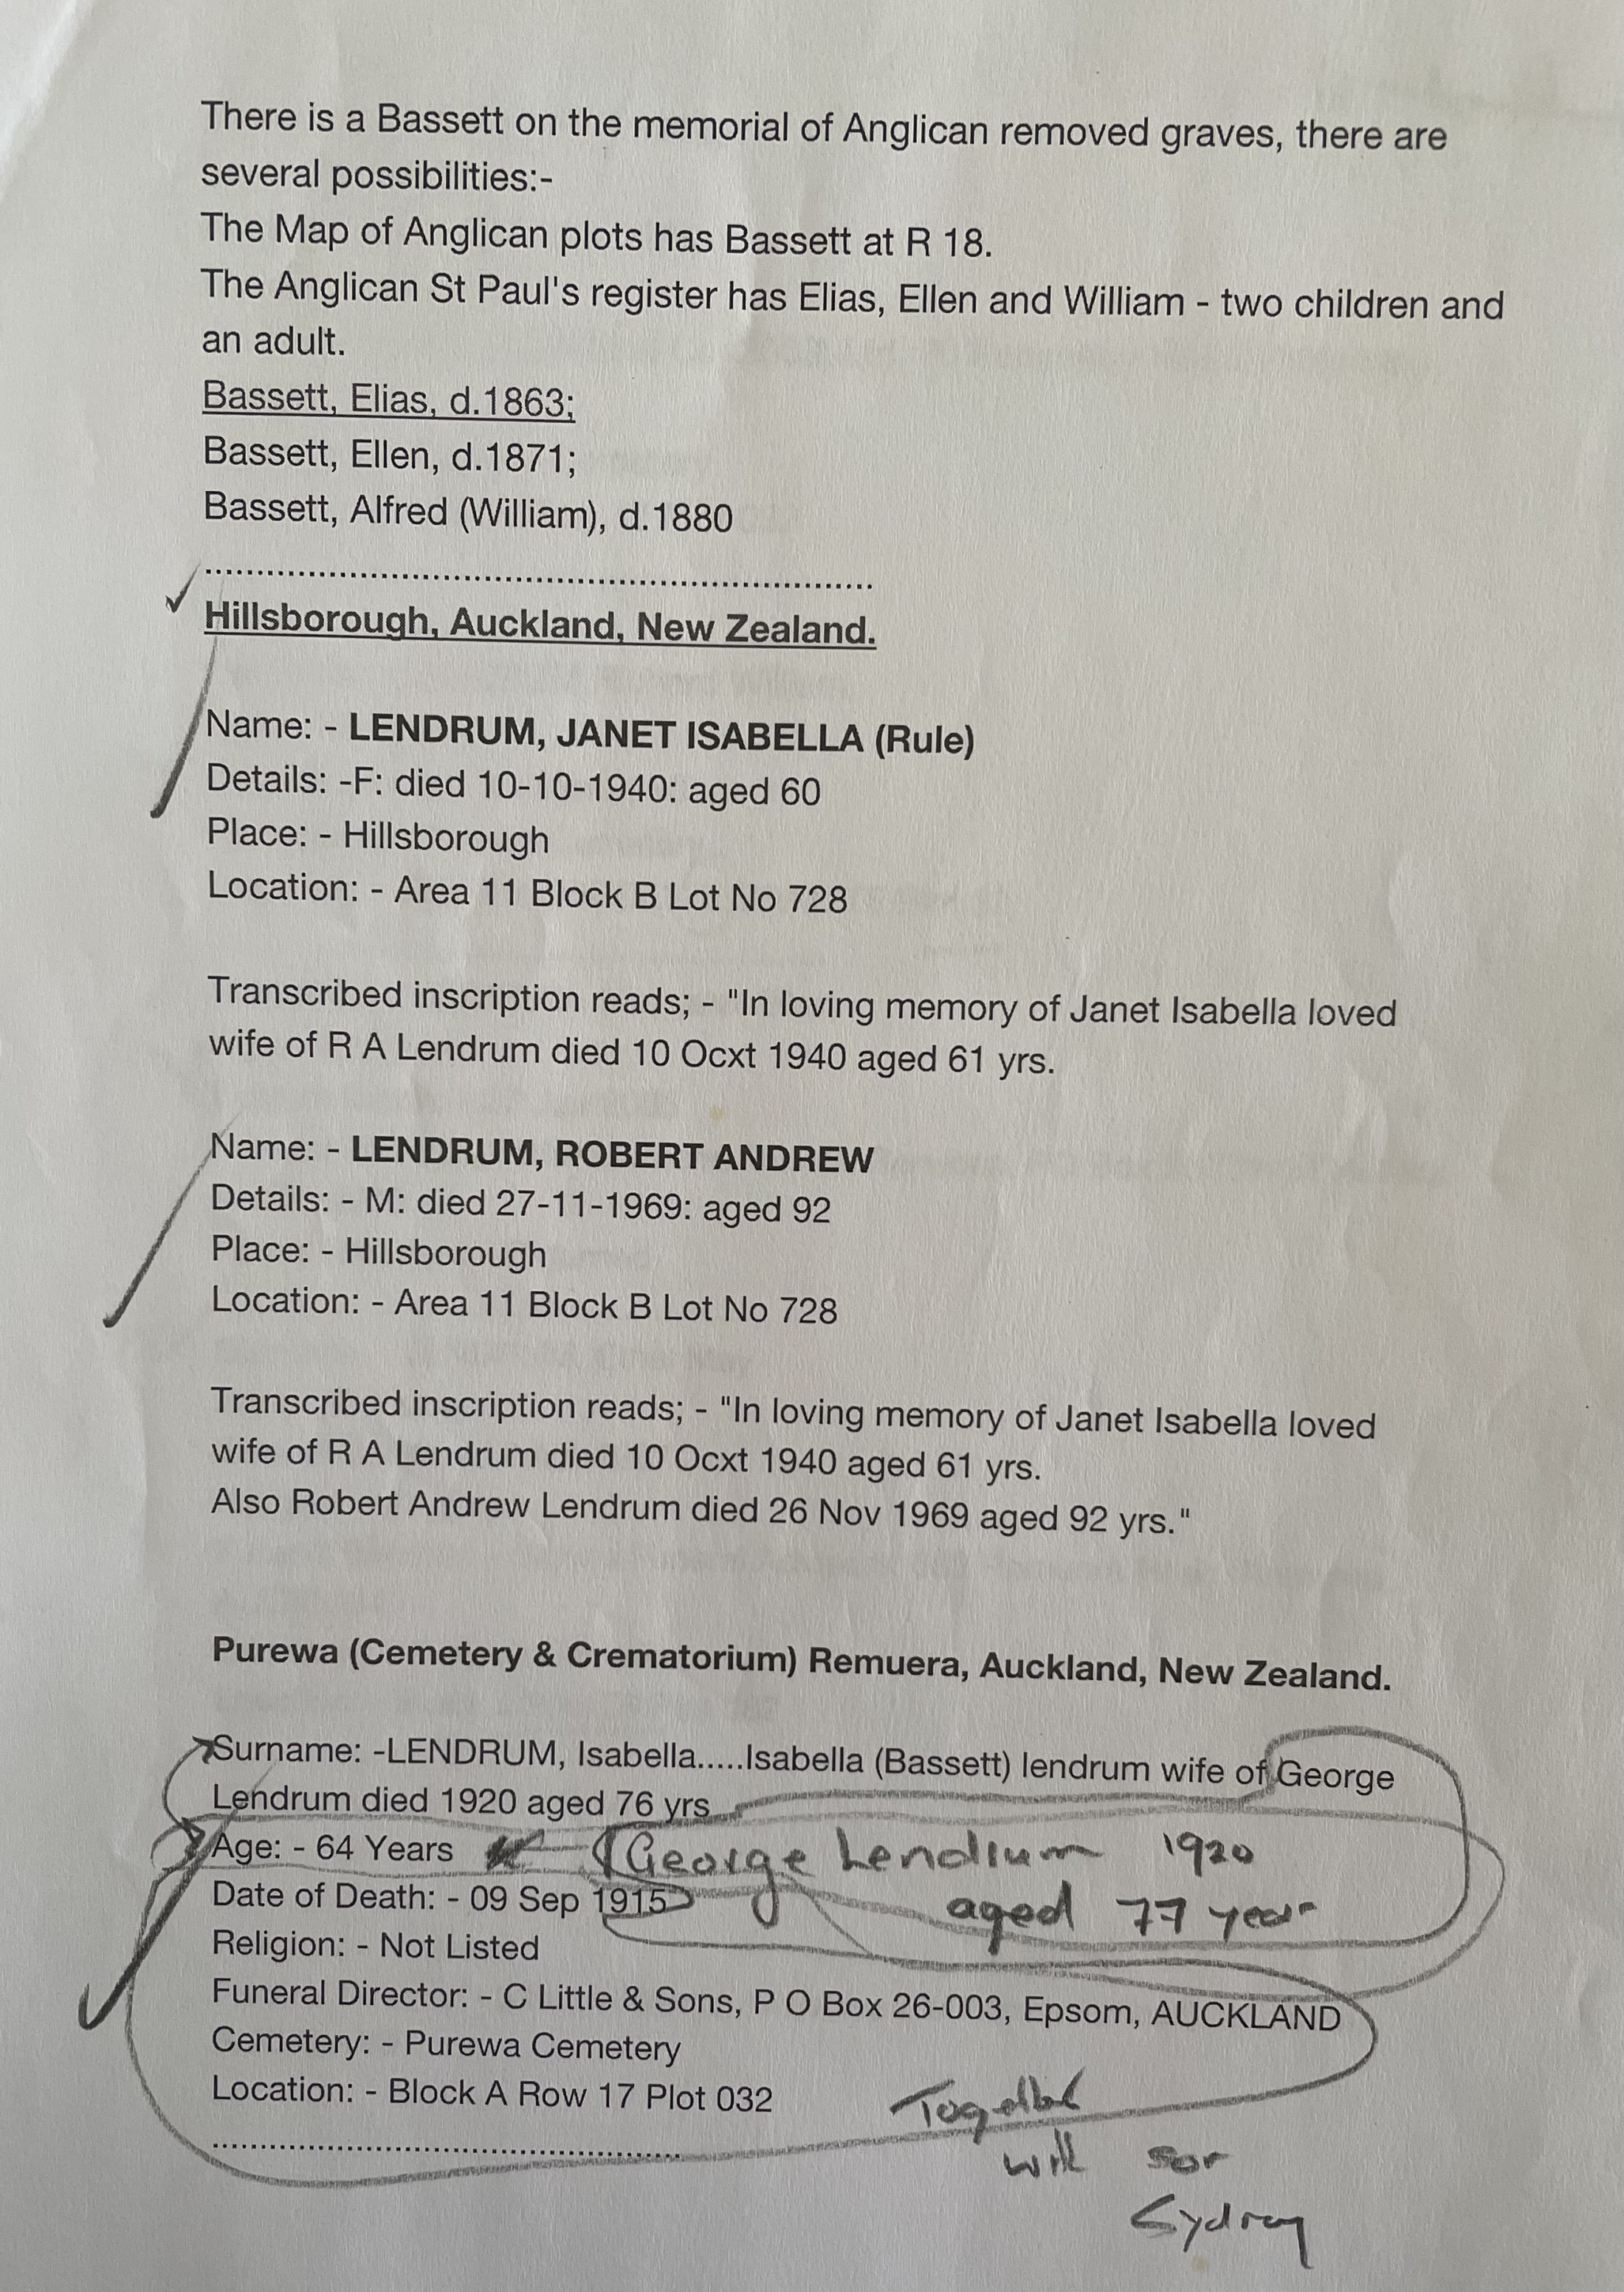 There is a Bassett on the memorial of Anglican removed graves, there are
several possibilities:-
The Map of Anglican plots has Bassett at R 18.
The Anglican St Paul's register has Elias, Ellen and William - two children and
an adult.
Bassett, Elias, d.1863;
Bassett, Ellen, d.1871;
Bassett, Alfred (William), d.1880
..................................................................
Hillsborough, Auckland, New Zealand.
Name: - LENDRUM, JANET ISABELLA (Rule)
Details: -F: died 10-10-1940: aged 60
Place: - Hillsborough
Location: - Area 11 Block B Lot No 728
Transcribed inscription reads; - "In loving memory of Janet Isabella loved
wife of R A Lendrum died 10 Ocxt 1940 aged 61 yrs.
Name: - LENDRUM, ROBERT ANDREW
Details: - M: died 27-11-1969: aged 92
Place: - Hillsborough
Location: - Area 11 Block B Lot No 728
Transcribed inscription reads; - "In loving memory of Janet Isabella loved
wife of R A Lendrum died 10 Ocxt 1940 aged 61 yrs.
Also Robert Andrew Lendrum died 26 Nov 1969 aged 92 yrs."
Purewa (Cemetery & Crematorium) Remuera, Auckland, New Zealand.
Surname: -LENDRUM, Isabella.....Isabella (Bassett) lendrum wife of George
Lendrum died 1920 aged 76 yrs
Age: - 64 Years George Lendrum 1920
Date of Death: - 09 Sep 1915 aged 77 year
Religion: - Not Listed
Funeral Director: - C Little & Sons, P O Box 26-003, Epsom, AUCKLAND
Cemetery: - Purewa Cemetery
Location: - Block A Row 17 Plot 032
Together
..............................................
with son
Sydney